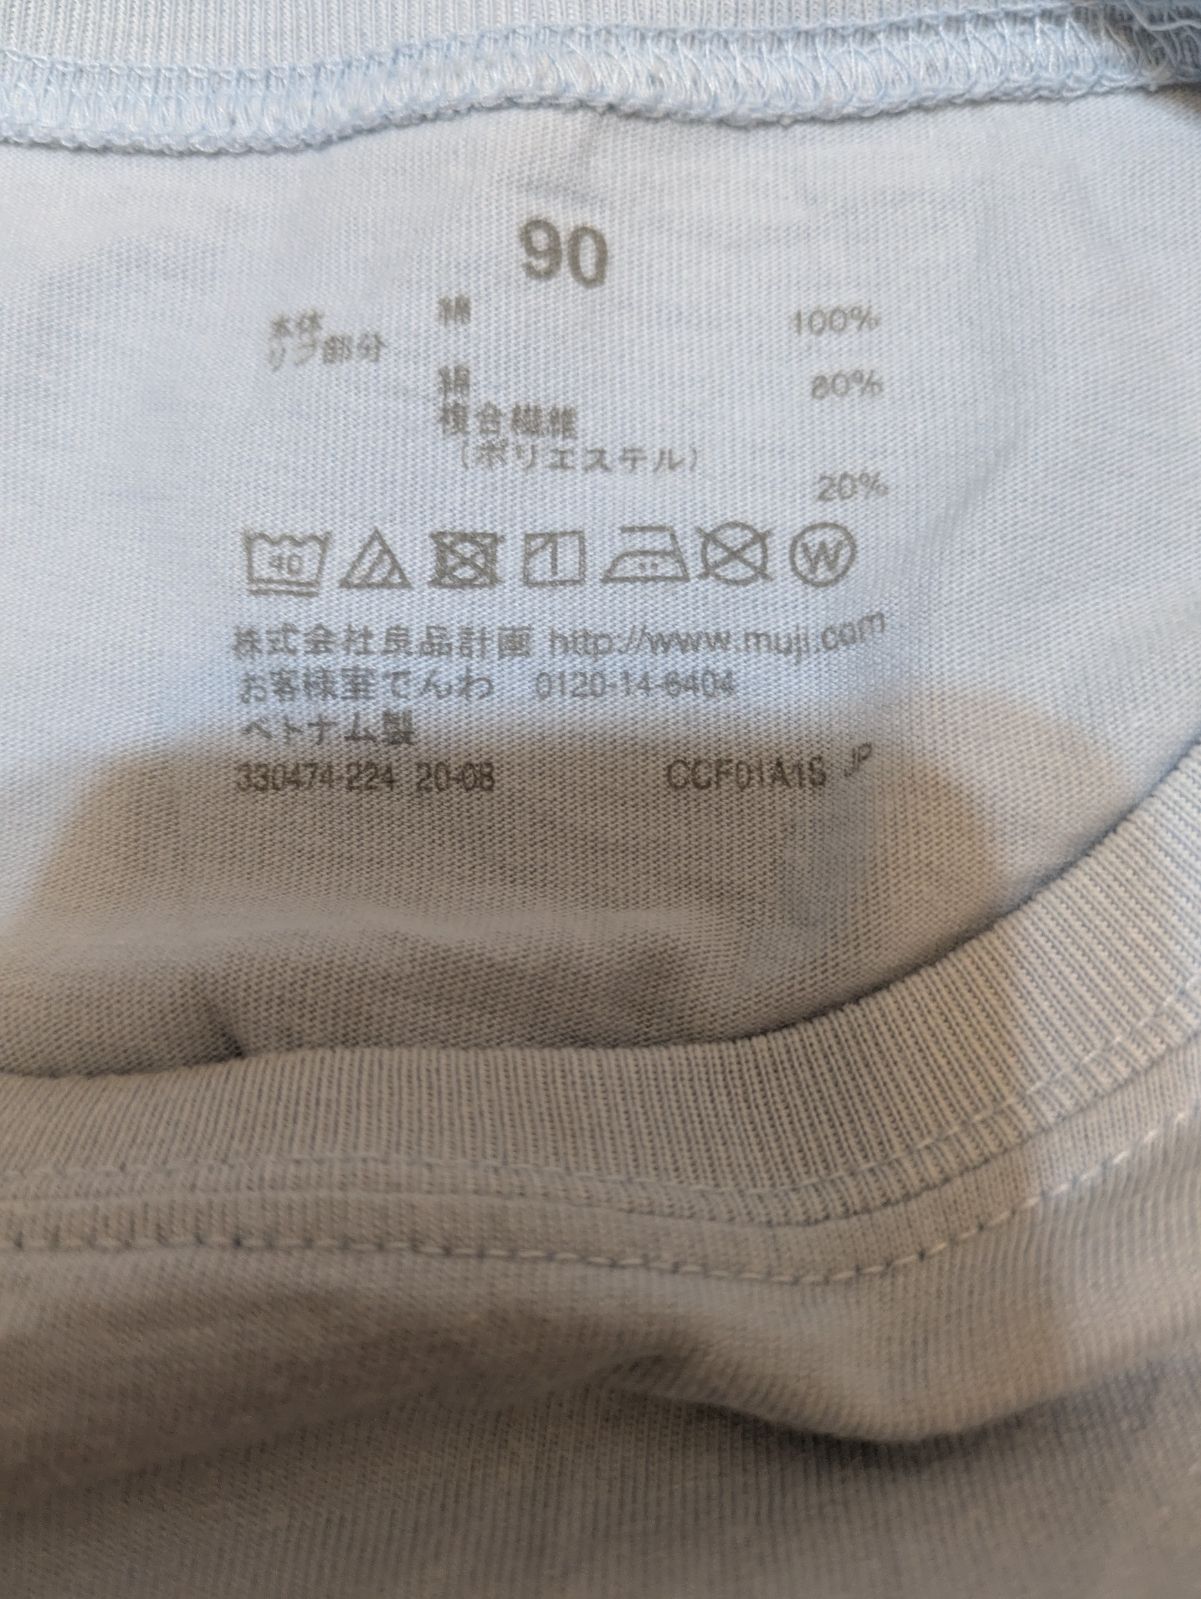 90
本体 綿 100%
リブ部分 綿 80%
複合繊維
(ポリエステル) 20%
40
W
株式会社良品計画 http://www.muji.com
お客様室でんわ 0120-14-6404
ベトナム製
330474-224 20-08 CCF01A1S JP